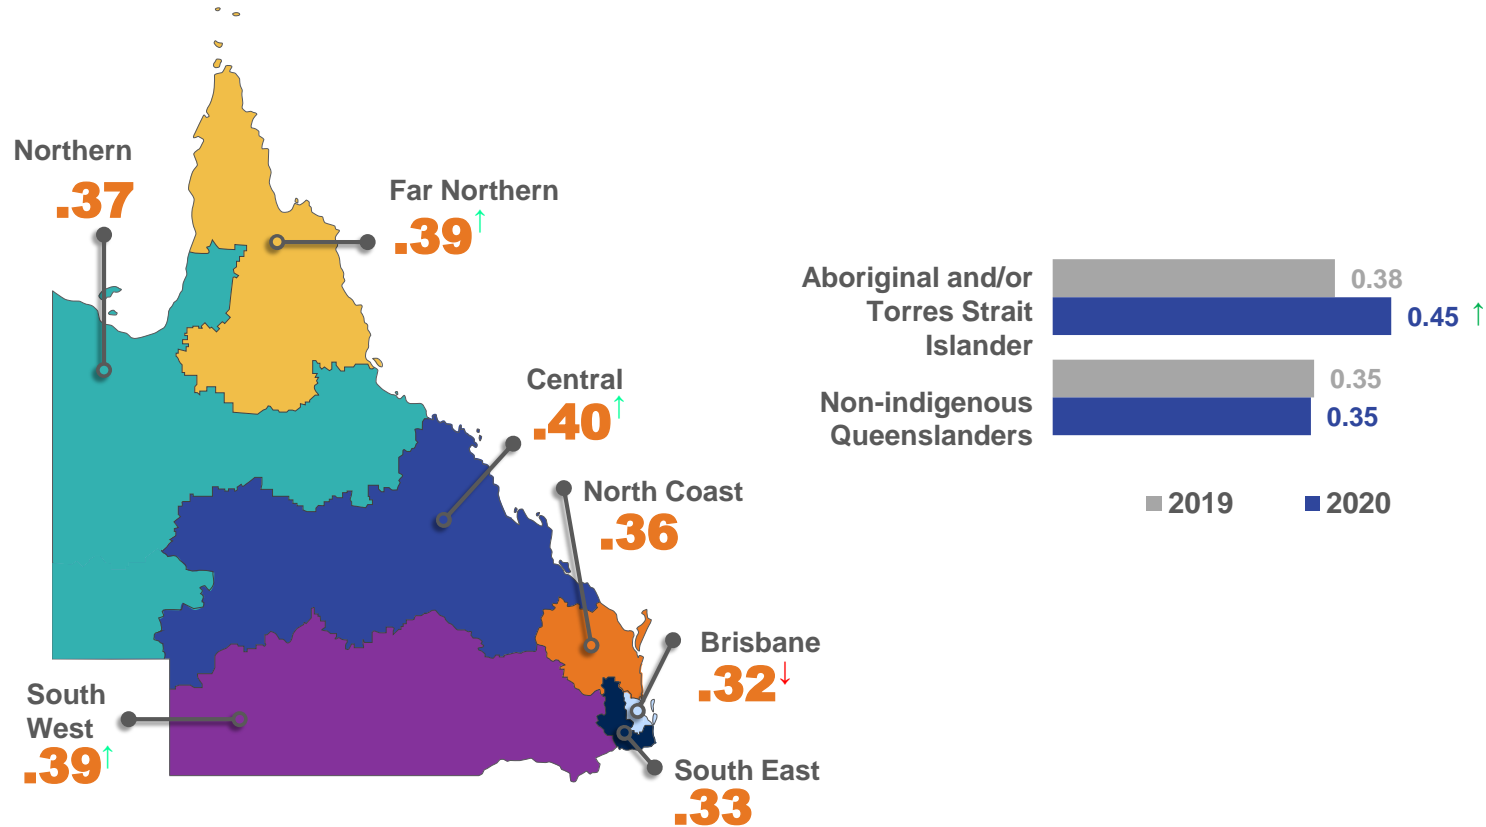 Northern
.37
Far Northern
.39↑
Central
.40↑
North Coast
.36
Brisbane
.32↓
South
West
.39↑
South East
.33
Aboriginal and/or
Torres Strait
Islander
0.38
0.45 ↑
Non-indigenous
Queenslanders
0.35
0.35
2019 2020